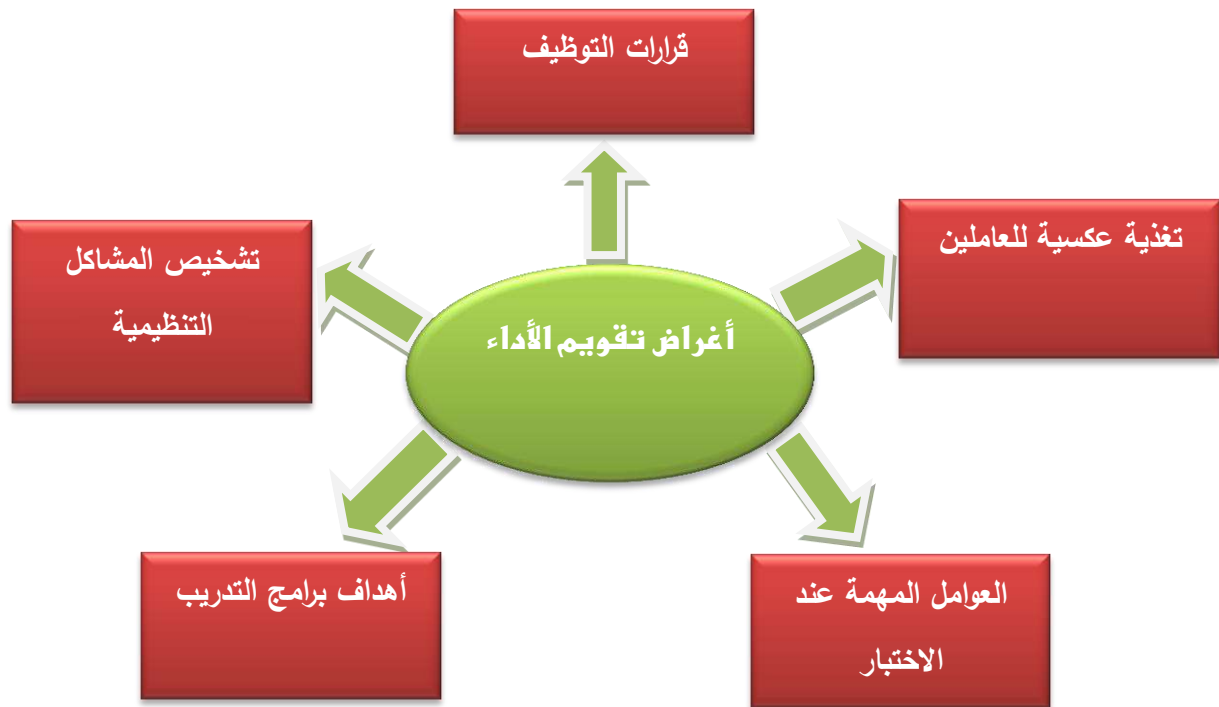 قرارات التوظيف
تغذية عكسية للعاملين
تشخيص المشاكل
التنظيمية
أغراض تقويم الأداء
أهداف برامج التدريب
العوامل المهمة عند
الاختبار